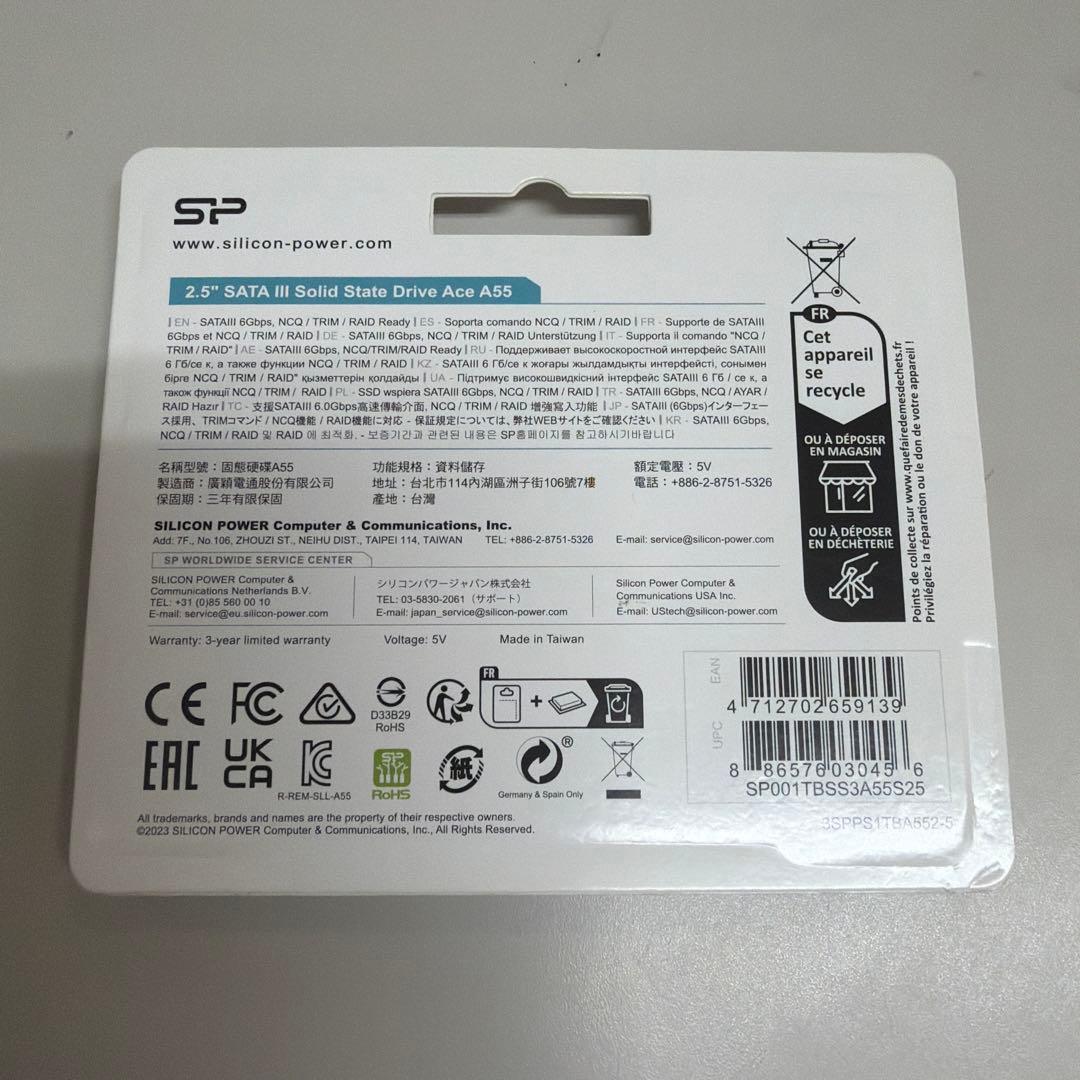 SP
www.silicon-power.com
2.5" SATA III Solid State Drive Ace A55
| EN - SATAIII 6Gbps, NCQ / TRIM / RAID Ready | ES - Soporta comando NCQ / TRIM / RAID | FR - Supporte de SATAIII
6Gbps et NCQ / TRIM / RAID | DE - SATAIII 6Gbps, NCQ / TRIM / RAID Unterstützung | IT - Supporta il comando "NCQ /
TRIM / RAID" | AE - SATAIII 6Gbps, NCQ/TRIM/RAID Ready | RU - Поддерживает высокоскоростной интерфейс SATAIII
6 Гб/се к, а также функции NCQ / TRIM / RAID | KZ - SATAIII 6 Гб/се к жоғары жылдамдықты интерфейсті, сонымен
бірге NCQ / TRIM / RAID" қызметтерін қолдайды | UA - Підтримує високошвидкісний інтерфейс SATAIII 6 Гб / се к, а
також функції NCQ / TRIM / RAID | PL - SSD wspiera SATAIII 6Gbps, NCQ / TRIM / RAID | TR - SATAIII 6Gbps, NCQ / AYAR /
RAID Hazır | TC - 支援SATAIII 6.0Gbps高速傳輸介面, NCQ / TRIM / RAID 增強寫入功能 | JP - SATAIII (6Gbps)インターフェー
ス採用、TRIMコマンド / NCQ機能 / RAID機能に対応 - 保証規定については、弊社WEBサイトをご確認ください | KR - SATAIII 6Gbps,
NCQ / TRIM / RAID 및 RAID 에 최적화. - 보증기간과 관련된 내용은 SP홈페이지를 참고하시기바랍니다
名稱型號：固態硬碟A55 功能規格：資料儲存 額定電壓：5V
製造商：廣穎電通股份有限公司 地址：台北市114內湖區洲子街106號7樓 電話：+886-2-8751-5326
保固期：三年有限保固 產地：台灣
SILICON POWER Computer & Communications, Inc.
Add: 7F., No.106, ZHOUZI ST., NEIHU DIST., TAIPEI 114, TAIWAN TEL: +886-2-8751-5326 E-mail: service@silicon-power.com
SP WORLDWIDE SERVICE CENTER
SILICON POWER Computer &
Communications Netherlands B.V.
TEL: +31 (0)85 560 00 10
E-mail: service@eu.silicon-power.com
シリコンパワージャパン株式会社
TEL: 03-5830-2061（サポート）
E-mail: japan_service@silicon-power.com
Silicon Power Computer &
Communications USA Inc.
E-mail: UStech@silicon-power.com
Warranty: 3-year limited warranty Voltage: 5V Made in Taiwan
FR
Cet
appareil
se
recycle
OU À DÉPOSER
EN MAGASIN
OU À DÉPOSER
EN DÉCHÈTERIE
Points de collecte sur www.quefairedemesdechets.fr
Privilégiez la réparation ou le don de votre appareil !
CE FC
D33B29
RoHS
FR
+
EAC
UK
CA
R-REM-SLL-A55
SP
RoHS
紙
®
Germany & Spain Only
EAN
4 712702 659139
UPC
8 86576 03045 6
SP001TBSS3A55S25
3SPPS1TBA552-5
All trademarks, brands and names are the property of their respective owners.
©2023 SILICON POWER Computer & Communications, Inc., All Rights Reserved.